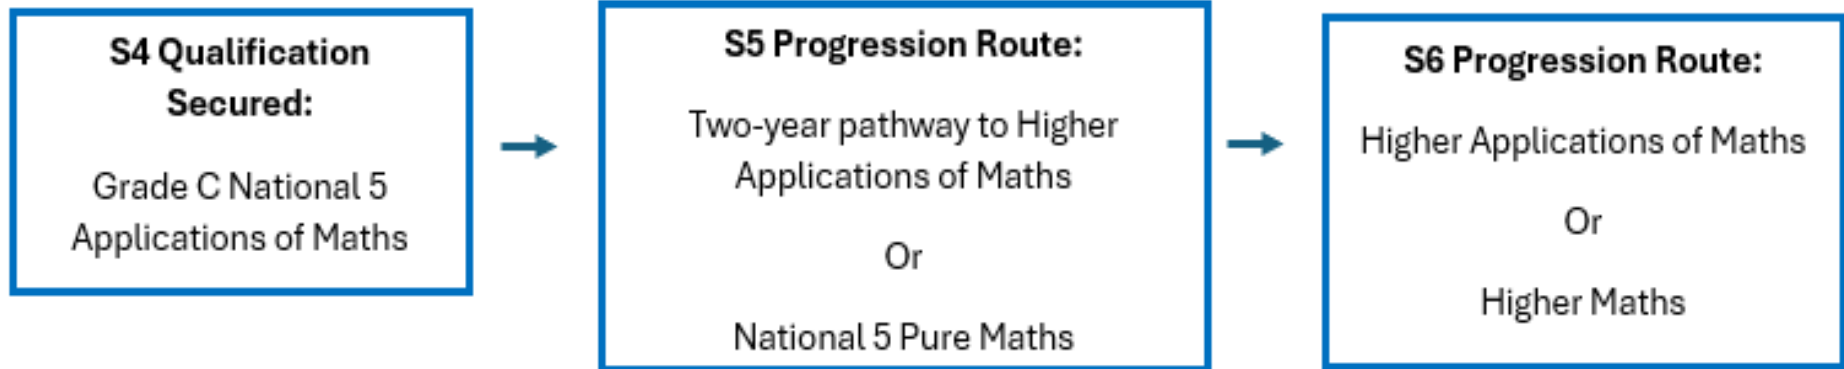 S4 Qualification
Secured:
Grade C National 5
Applications of Maths
S5 Progression Route:
Two-year pathway to Higher
Applications of Maths
Or
National 5 Pure Maths
S6 Progression Route:
Higher Applications of Maths
Or
Higher Maths